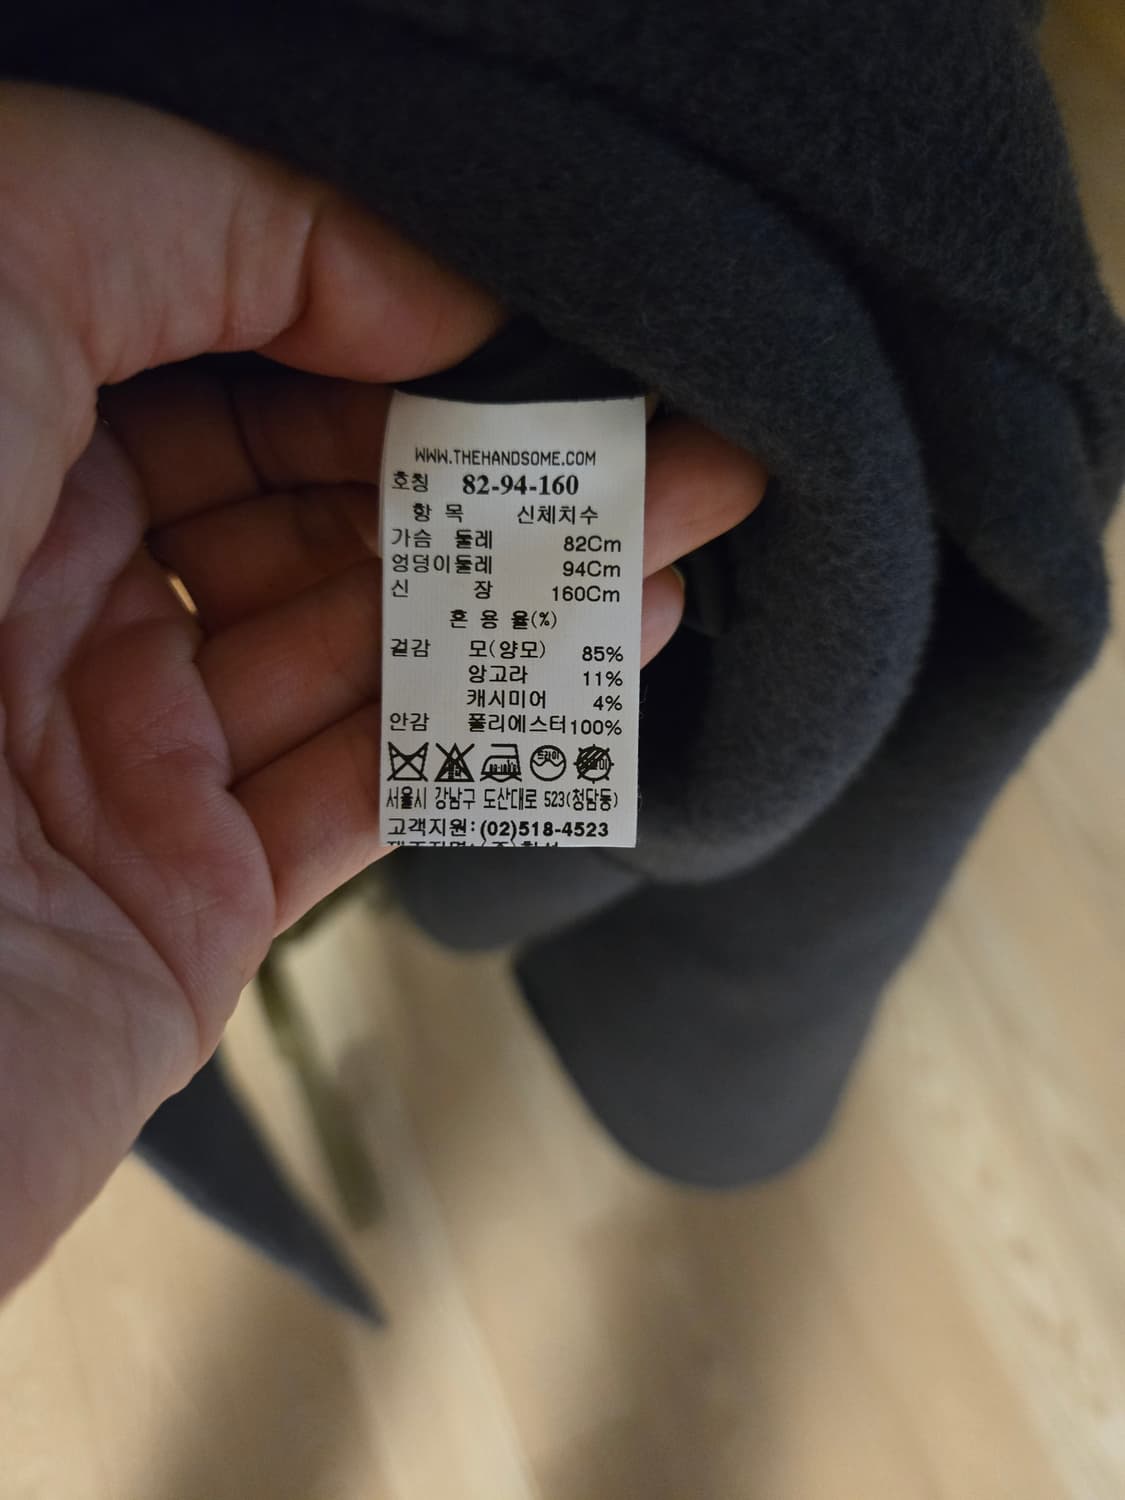 WWW.THEHANDSOME.COM
호칭 82-94-160
항 목 신체치수
가슴 둘레 82Cm
엉덩이둘레 94Cm
신 장 160Cm
혼 용 율(%)
겉감 모(양모) 85%
앙고라 11%
캐시미어 4%
안감 폴리에스터100%
드라이
서울시 강남구 도산대로 523(청담동)
고객지원:(02)518-4523